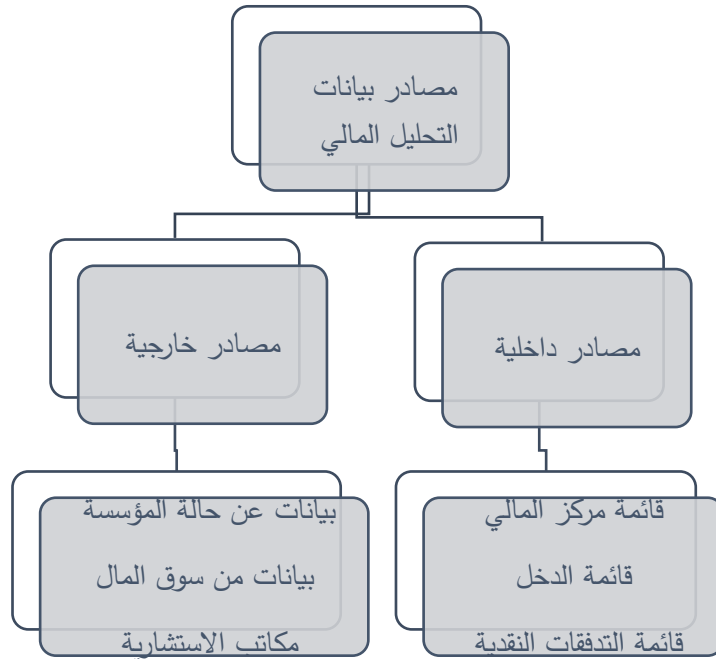 مصادر بيانات
التحليل المالي
مصادر داخلية
مصادر خارجية
قائمة مركز المالي
قائمة الدخل
قائمة التدفقات النقدية
بيانات عن حالة المؤسسة
بيانات من سوق المال
مكاتب الاستشارية